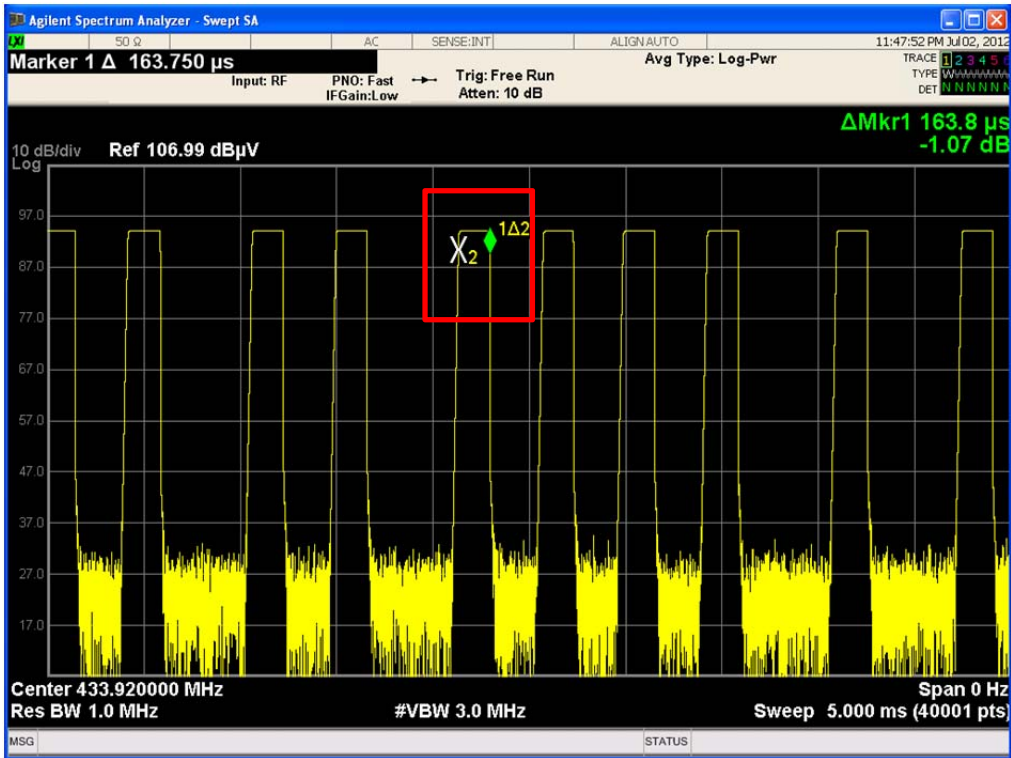 Agilent Spectrum Analyzer - Swept SA
LXI 50 Ω AC SENSE:INT ALIGNAUTO 11:47:52 PM Jul 02, 2012
Marker 1 Δ 163.750 µs
Avg Type: Log-Pwr
TRACE 1 2 3 4 5 6
Input: RF PNO: Fast Trig: Free Run
TYPE
IFGain:Low Atten: 10 dB
DET N N N N N N
ΔMkr1 163.8 µs
10 dB/div Ref 106.99 dBµV -1.07 dB
Log
97.0
1Δ2
X2
87.0
77.0
67.0
57.0
47.0
37.0
27.0
17.0
Center 433.920000 MHz Span 0 Hz
Res BW 1.0 MHz #VBW 3.0 MHz Sweep 5.000 ms (40001 pts)
MSG STATUS